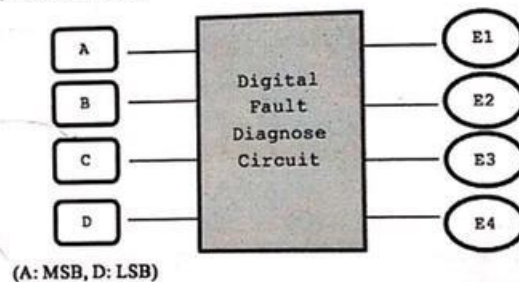 A
B
C
D
Digital
Fault
Diagnose
Circuit
E1
E2
E3
E4
(A: MSB, D: LSB)